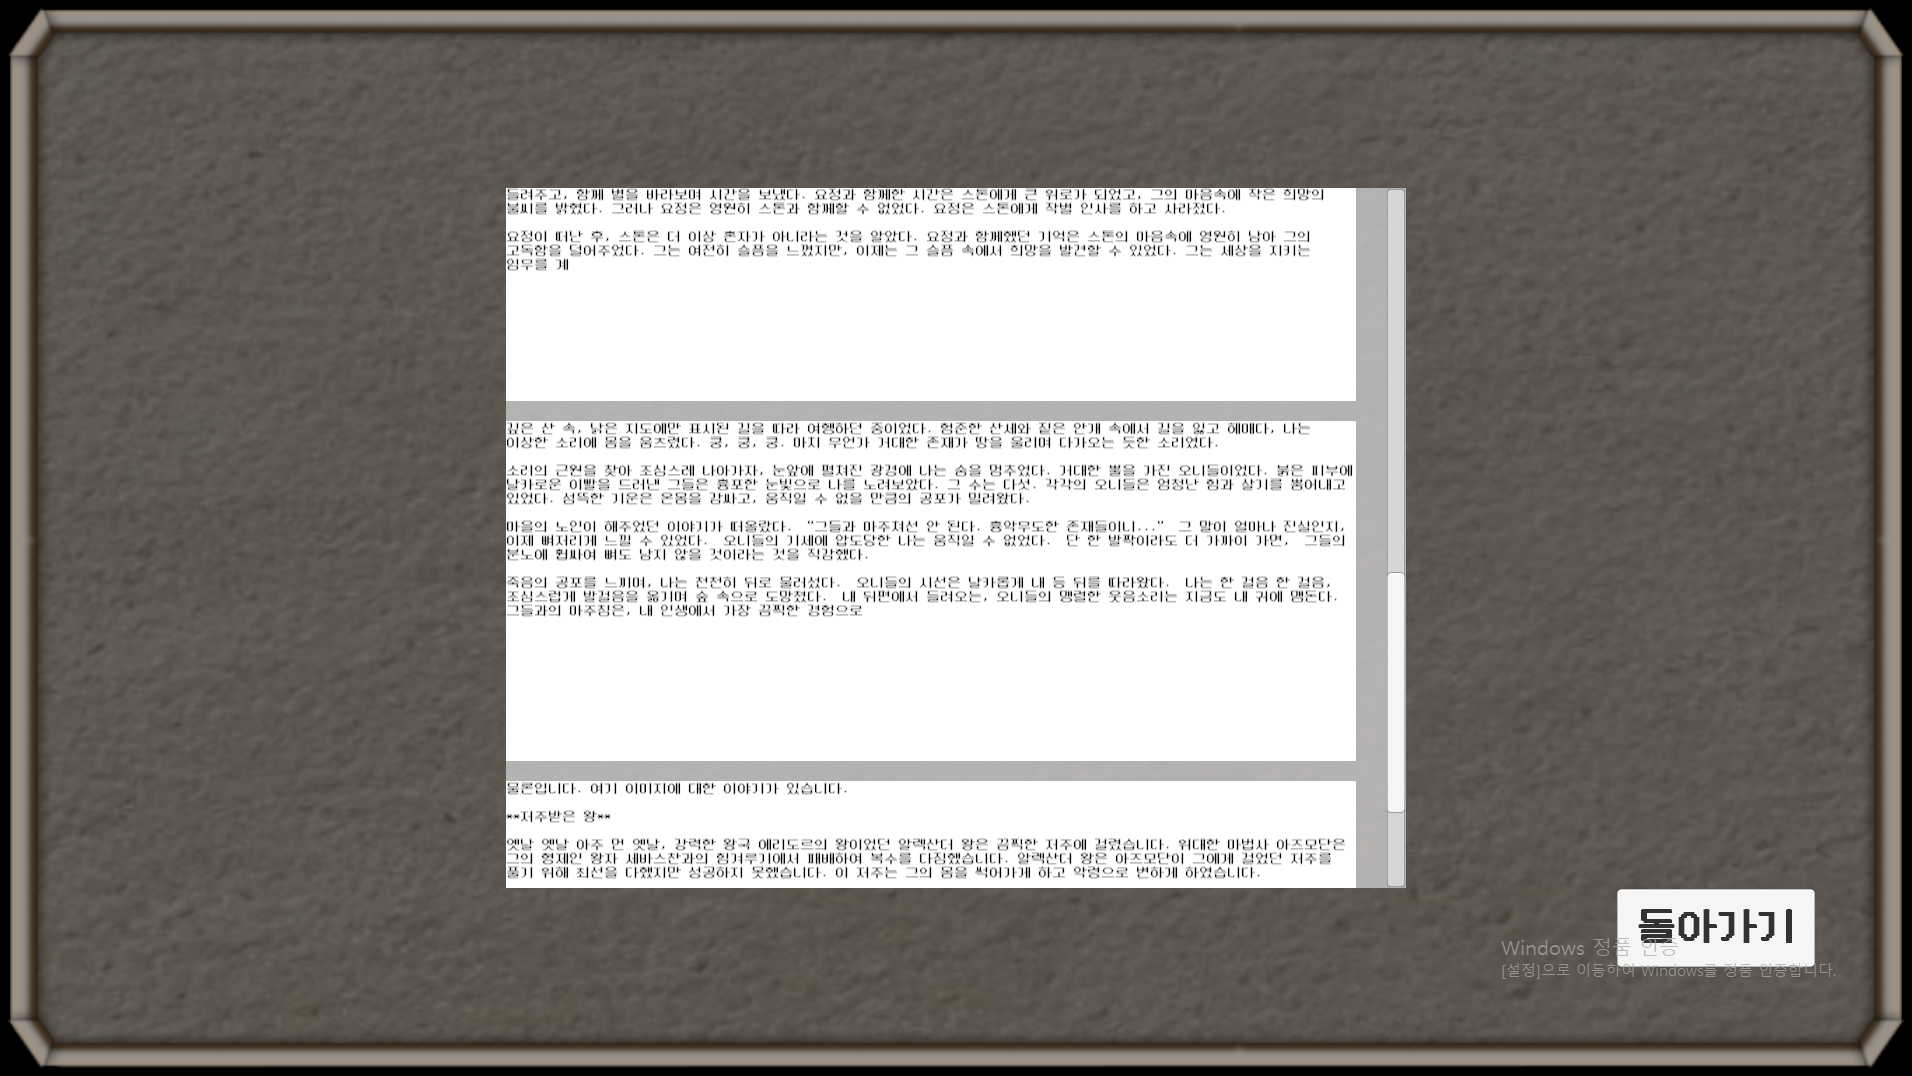 들려주고, 함께 별을 바라보며 시간을 보냈다. 요정과 함께한 시간은 스톤에게 큰 위로가 되었고, 그의 마음속에 작은 희망의
불씨를 밝혔다. 그러나 요정은 영원히 스톤과 함께할 수 없었다. 요정은 스톤에게 작별 인사를 하고 사라졌다.
요정이 떠난 후, 스톤은 더 이상 혼자가 아니라는 것을 알았다. 요정과 함께했던 기억은 스톤의 마음속에 영원히 남아 그의
고독함을 덜어주었다. 그는 여전히 슬픔을 느꼈지만, 이제는 그 슬픔 속에서 희망을 발견할 수 있었다. 그는 세상을 지키는
임무를 계
깊은 산 속, 낡은 지도에만 표시된 길을 따라 여행하던 중이었다. 험준한 산세와 짙은 안개 속에서 길을 잃고 헤매다, 나는
이상한 소리에 몸을 움츠렸다. 쿵, 쿵, 쿵. 마치 무언가 거대한 존재가 땅을 울리며 다가오는 듯한 소리였다.
소리의 근원을 찾아 조심스레 나아가자, 눈앞에 펼쳐진 광경에 나는 숨을 멈추었다. 거대한 뿔을 가진 오니들이었다. 붉은 피부에
날카로운 이빨을 드러낸 그들은 흉포한 눈빛으로 나를 노려보았다. 그 수는 다섯. 각각의 오니들은 엄청난 힘과 살기를 뿜어내고
있었다. 섬뜩한 기운은 온몸을 감싸고, 움직일 수 없을 만큼의 공포가 밀려왔다.
마을의 노인이 해주었던 이야기가 떠올랐다. "그들과 마주쳐선 안 된다. 흉악무도한 존재들이니..." 그 말이 얼마나 진실인지,
이제 뼈저리게 느낄 수 있었다. 오니들의 기세에 압도당한 나는 움직일 수 없었다. 단 한 발짝이라도 더 가까이 가면, 그들의
분노에 휩싸여 뼈도 남지 않을 것이라는 것을 직감했다.
죽음의 공포를 느끼며, 나는 천천히 뒤로 물러섰다. 오니들의 시선은 날카롭게 내 등 뒤를 따라왔다. 나는 한 걸음 한 걸음,
조심스럽게 발걸음을 옮기며 숲 속으로 도망쳤다. 내 뒤편에서 들려오는, 오니들의 맹렬한 웃음소리는 지금도 내 귀에 맴돈다.
그들과의 마주침은, 내 인생에서 가장 끔찍한 경험으로
물론입니다. 여기 이미지에 대한 이야기가 있습니다.
**저주받은 왕**
옛날 옛날 아주 먼 옛날, 강력한 왕국 에리도르의 왕이었던 알렉산더 왕은 끔찍한 저주에 걸렸습니다. 위대한 마법사 아즈모단은
그의 형제인 왕자 세바스찬과의 힘겨루기에서 패배하여 복수를 다짐했습니다. 알렉산더 왕은 아즈모단이 그에게 걸었던 저주를
풀기 위해 최선을 다했지만 성공하지 못했습니다. 이 저주는 그의 몸을 썩어가게 하고 악령으로 변하게 하였습니다.
돌아가기
Windows 정품 인증
[설정]으로 이동하여 Windows를 정품 인증합니다.